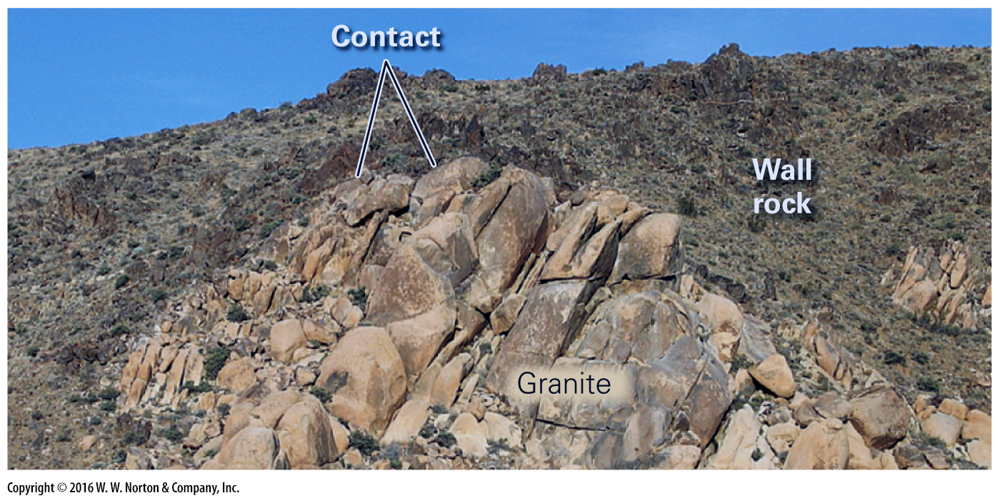 Contact
Wall
rock
Granite
Copyright © 2016 W. W. Norton & Company, Inc.